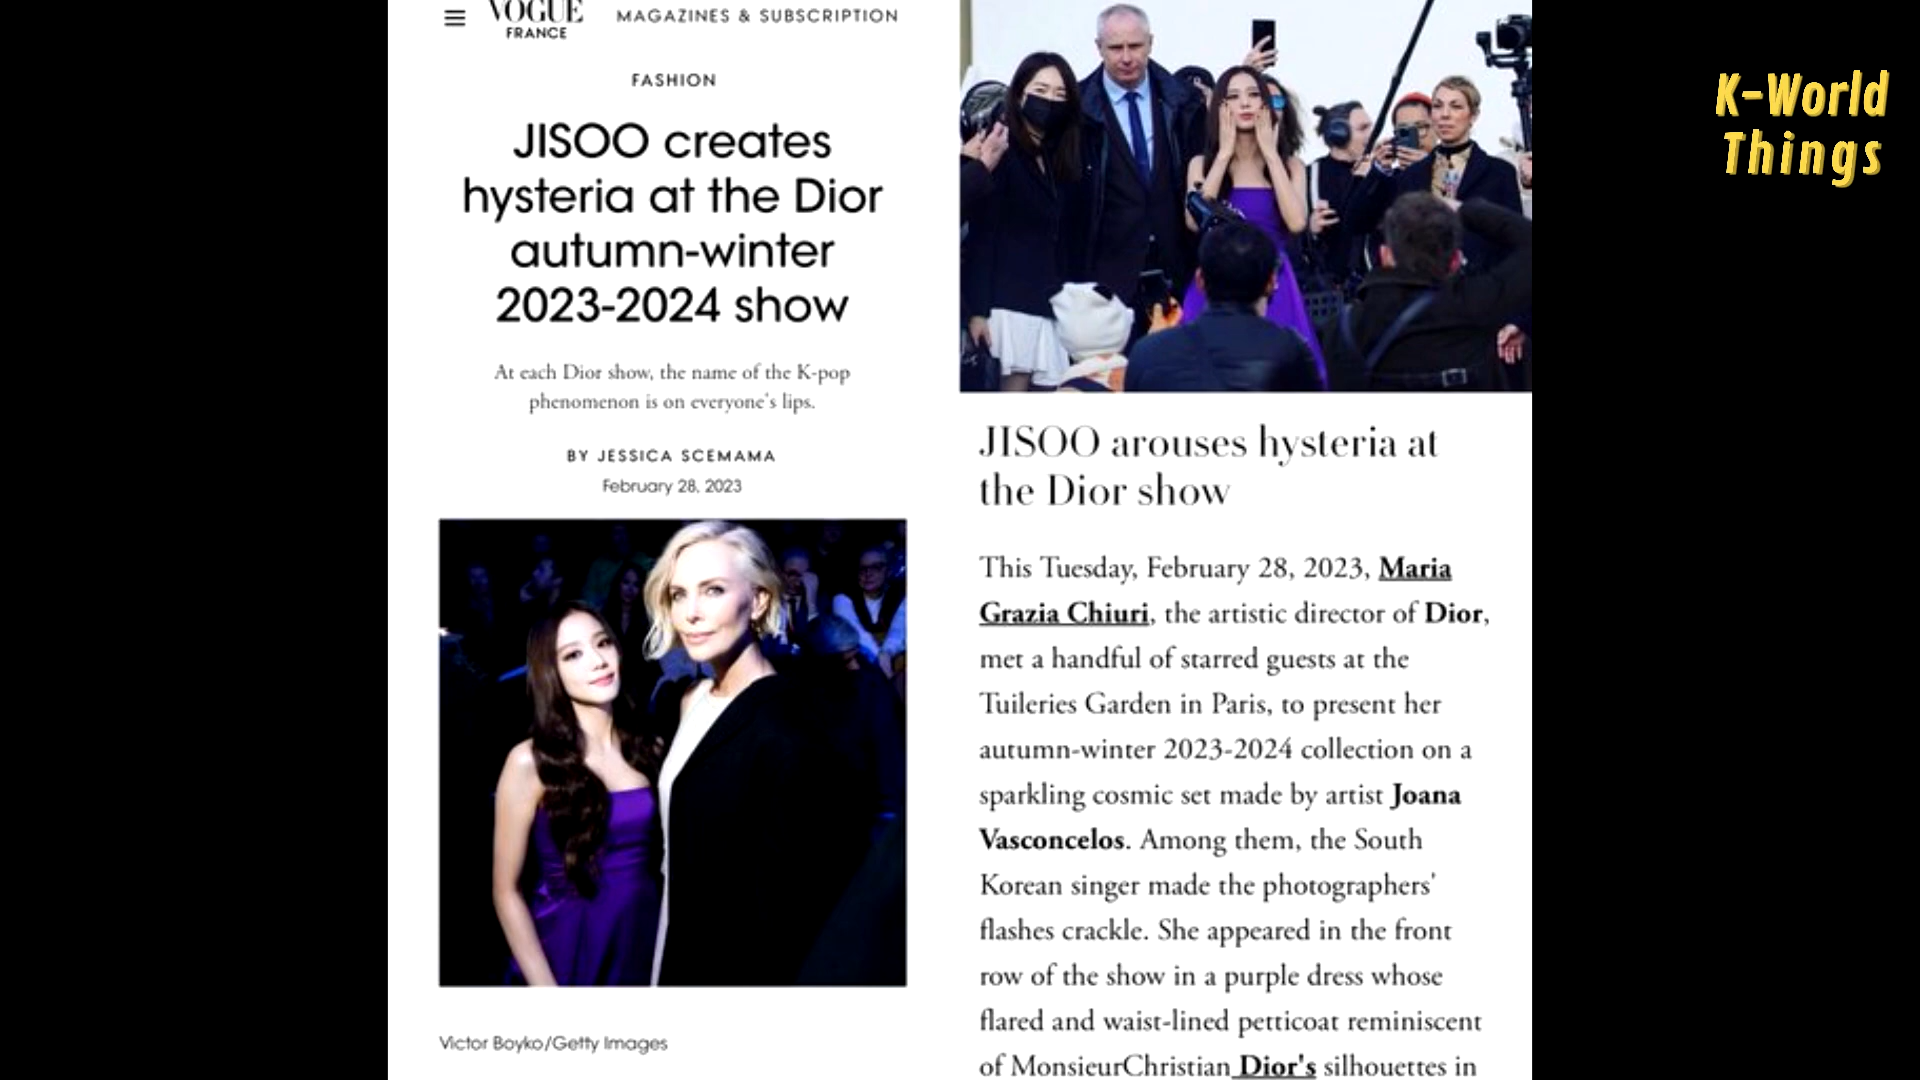 VOGUE
FRANCE
MAGAZINES & SUBSCRIPTION
FASHION
JISOO creates
hysteria at the Dior
autumn-winter
2023-2024 show
At each Dior show, the name of the K-pop
phenomenon is on everyone's lips.
BY JESSICA SCEMAMA
February 28, 2023
Victor Boyko/Getty Images
JISOO arouses hysteria at
the Dior show
This Tuesday, February 28, 2023, Maria
Grazia Chiuri, the artistic director of Dior,
met a handful of starred guests at the
Tuileries Garden in Paris, to present her
autumn-winter 2023-2024 collection on a
sparkling cosmic set made by artist Joana
Vasconcelos. Among them, the South
Korean singer made the photographers'
flashes crackle. She appeared in the front
row of the show in a purple dress whose
flared and waist-lined petticoat reminiscent
of MonsieurChristian Dior's silhouettes in
K-World
Things